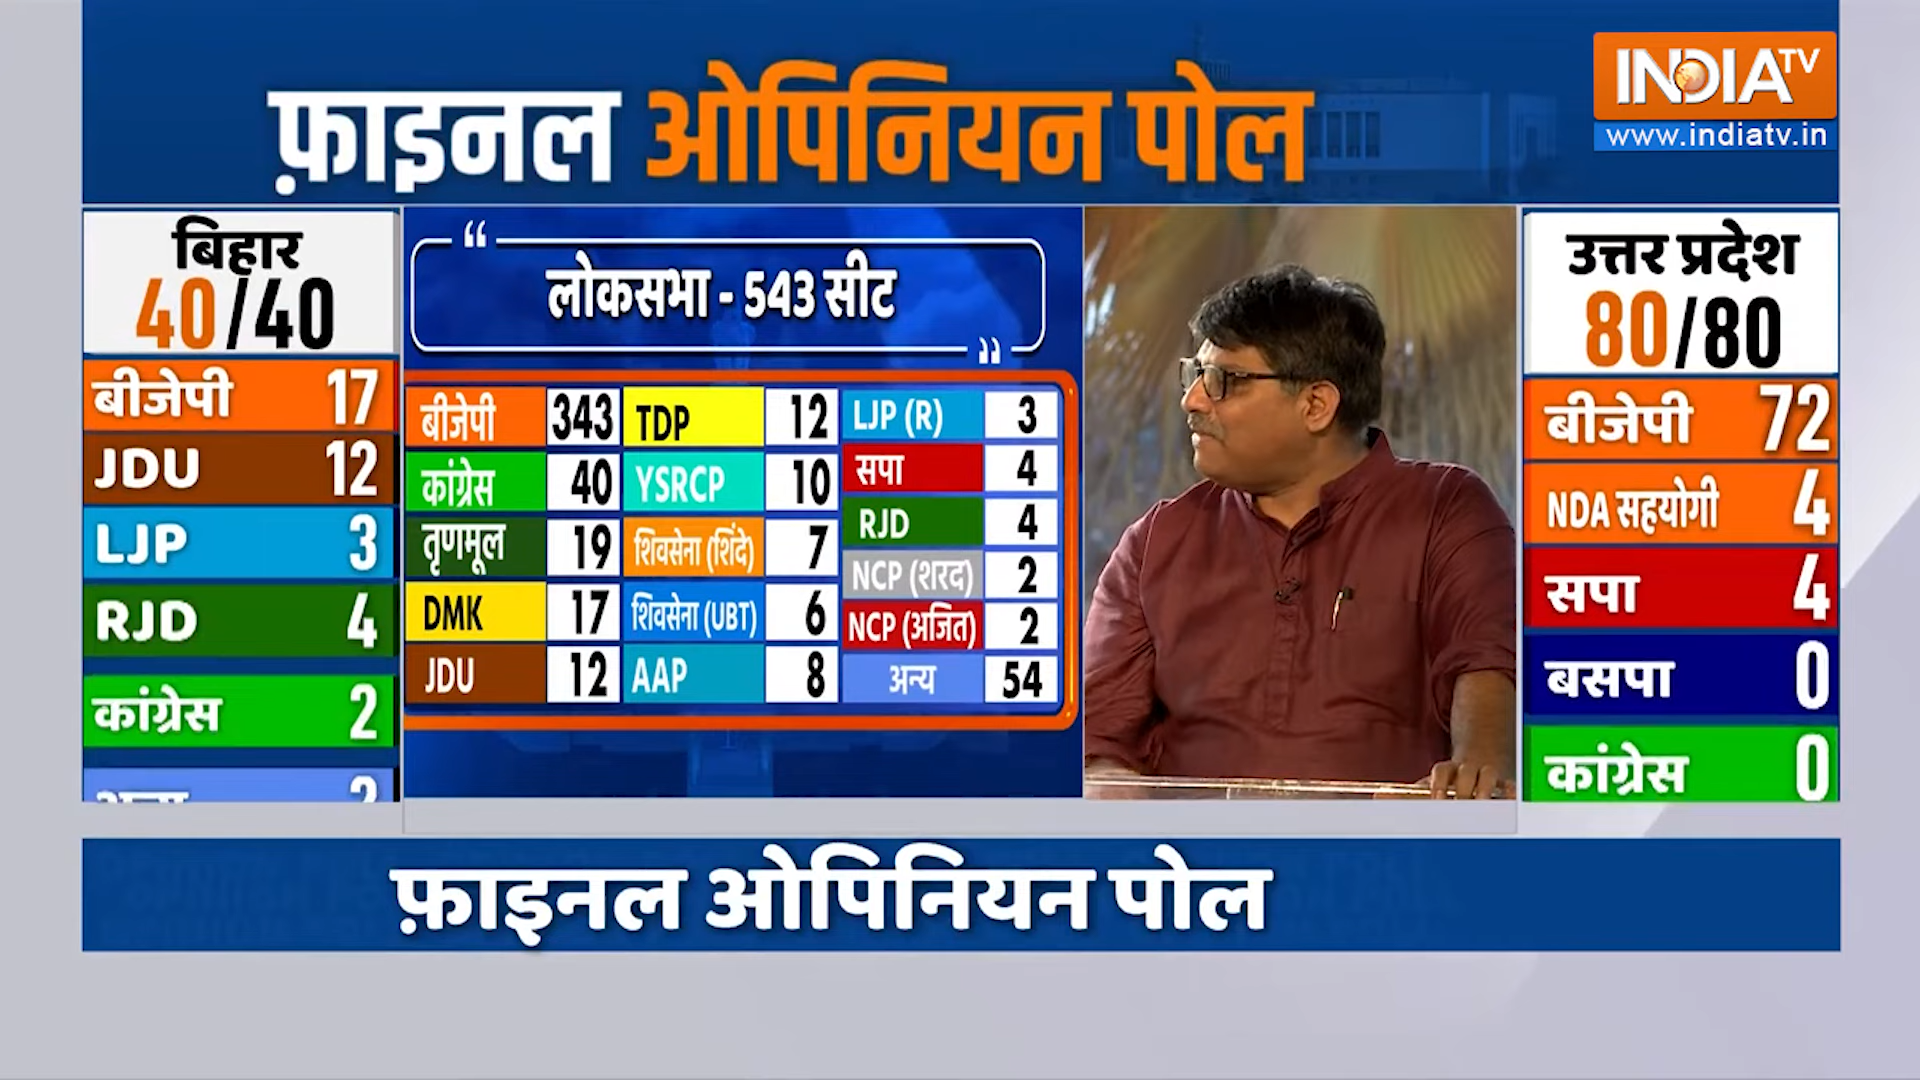 फ़ाइनल ओपिनियन पोल
INDIA TV
www.indiatv.in
बिहार
40/40
बीजेपी 17
JDU 12
LJP 3
RJD 4
कांग्रेस 2
“
लोकसभा - 543 सीट
”
बीजेपी 343 TDP 12 LJP (R) 3
कांग्रेस 40 YSRCP 10 सपा 4
तृणमूल 19 शिवसेना (शिंदे) 7 RJD 4
DMK 17 शिवसेना (UBT) 6 NCP (शरद) 2
JDU 12 AAP 8 NCP (अजित) 2
अन्य 54
उत्तर प्रदेश
80/80
बीजेपी 72
NDA सहयोगी 4
सपा 4
बसपा 0
कांग्रेस 0
फ़ाइनल ओपिनियन पोल